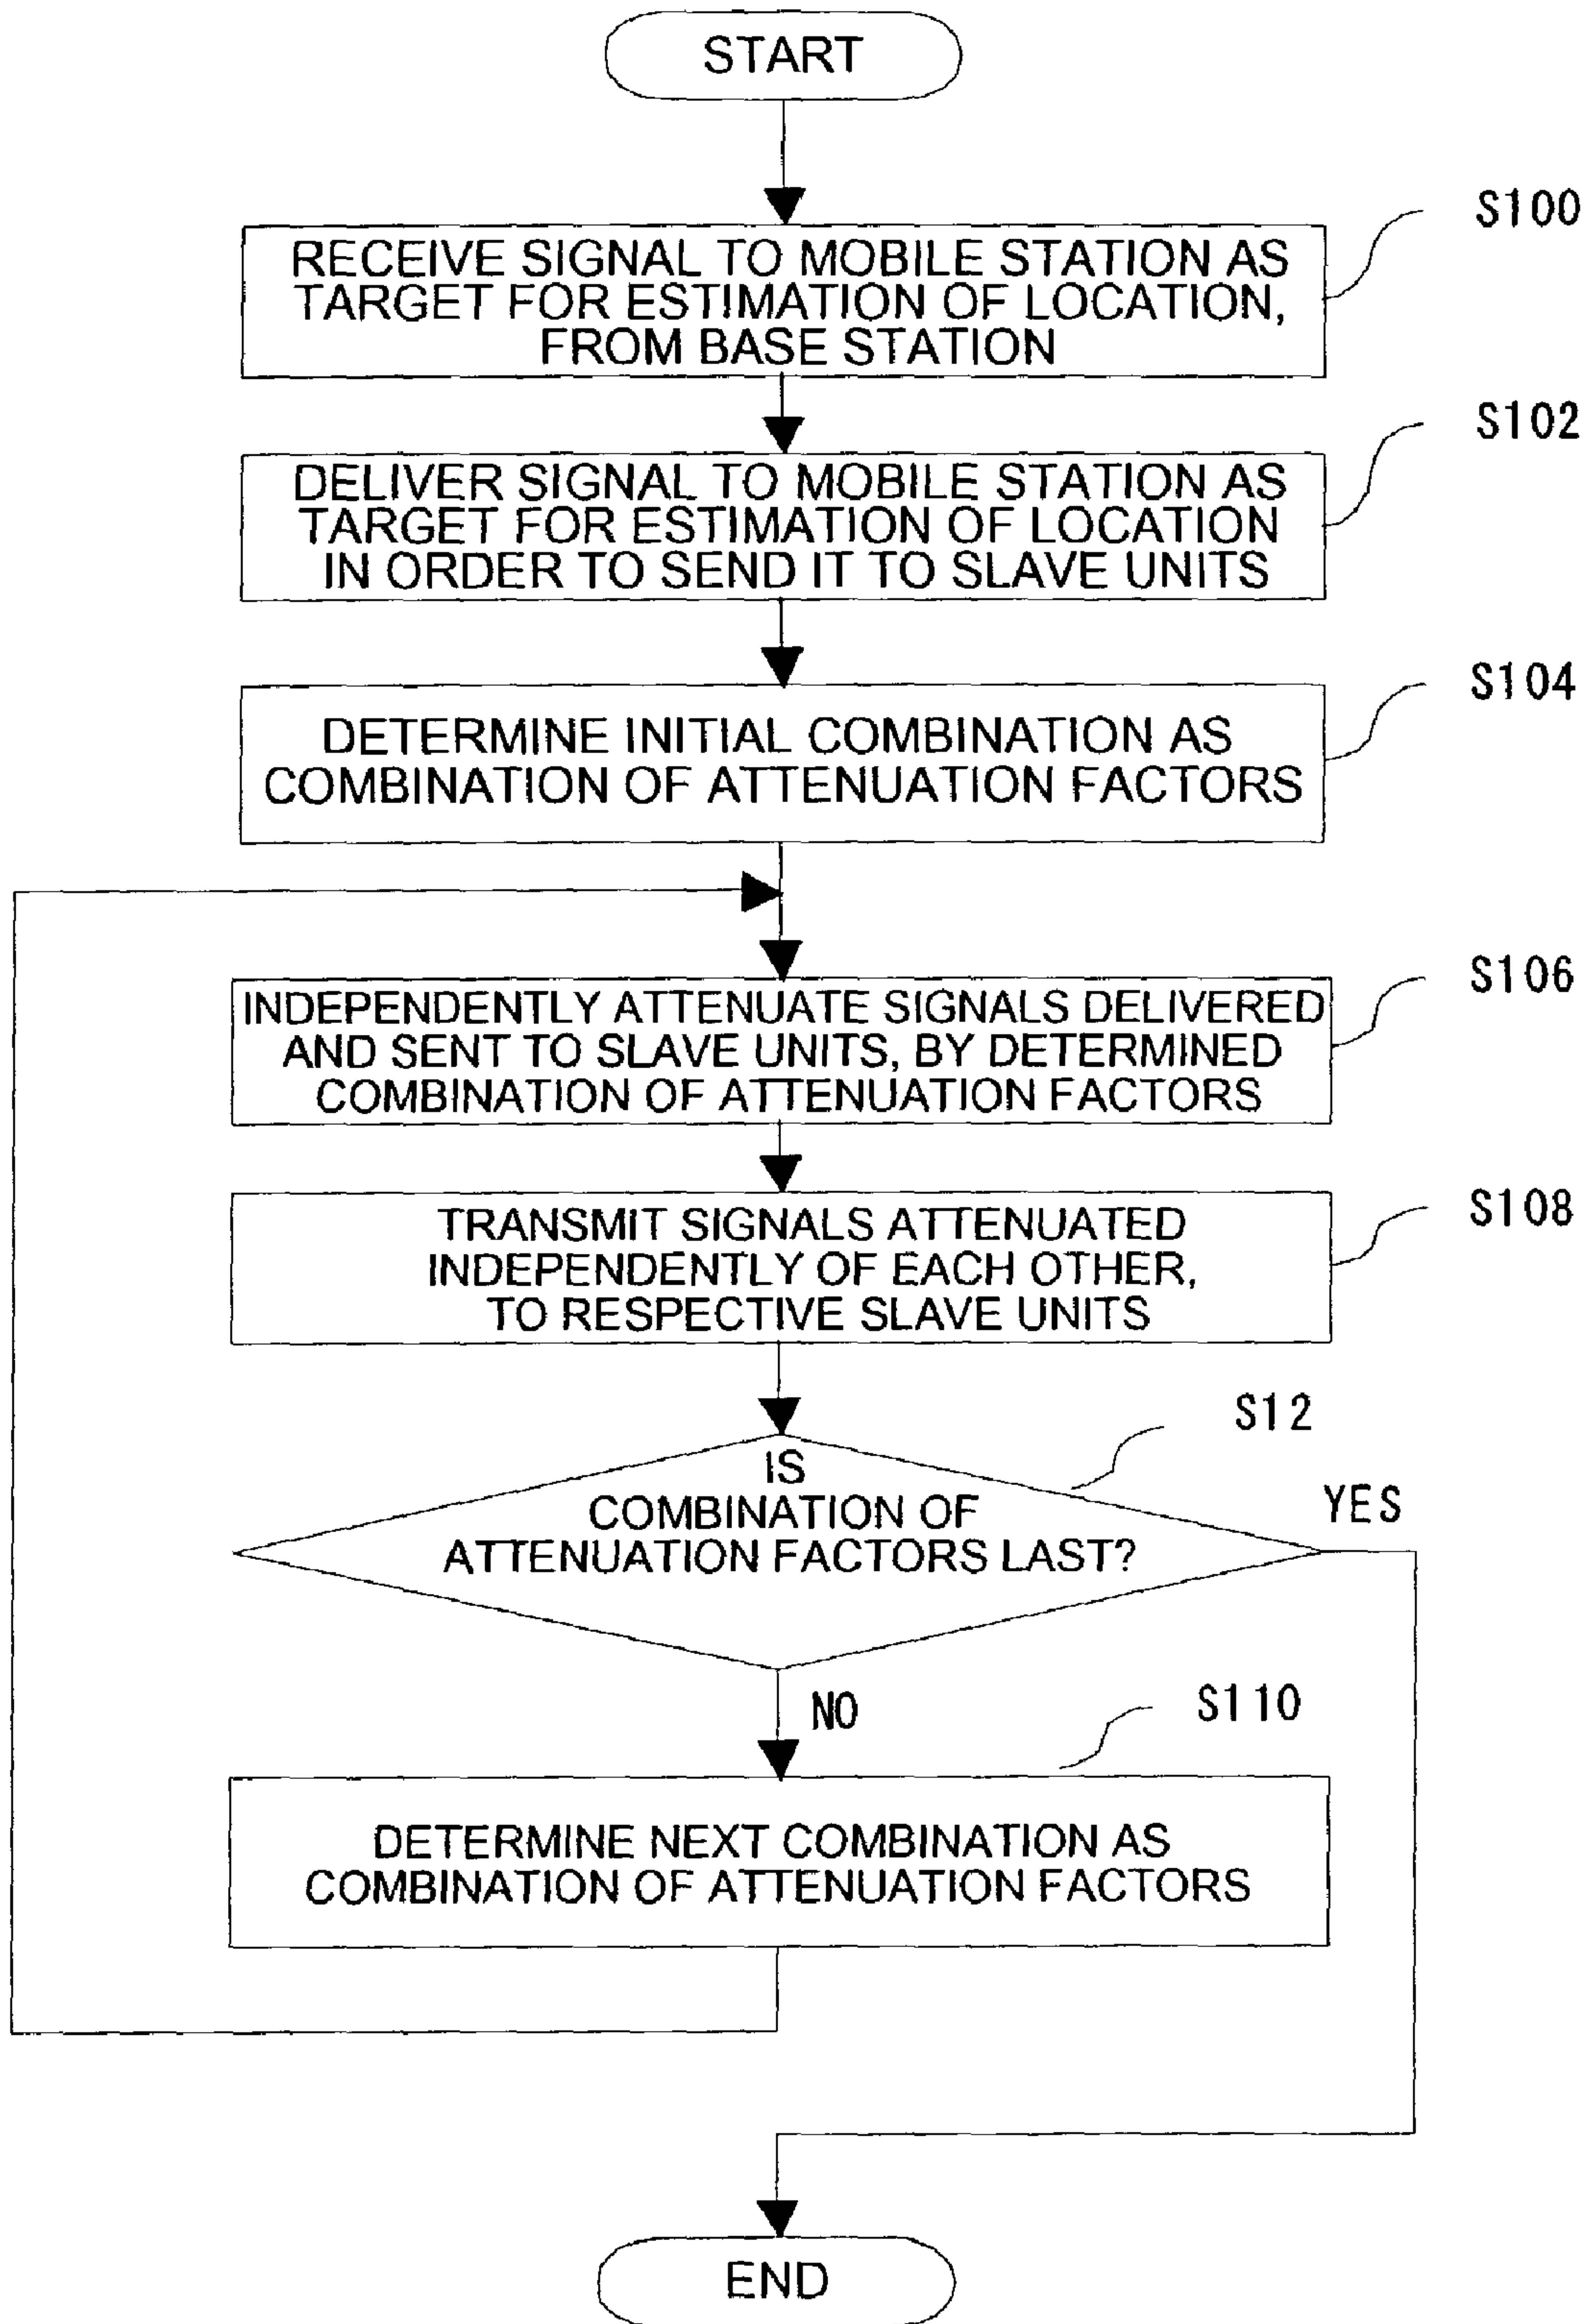 START
S100
RECEIVE SIGNAL TO MOBILE STATION AS
TARGET FOR ESTIMATION OF LOCATION,
FROM BASE STATION
S102
DELIVER SIGNAL TO MOBILE STATION AS
TARGET FOR ESTIMATION OF LOCATION
IN ORDER TO SEND IT TO SLAVE UNITS
S104
DETERMINE INITIAL COMBINATION AS
COMBINATION OF ATTENUATION FACTORS
S106
INDEPENDENTLY ATTENUATE SIGNALS DELIVERED
AND SENT TO SLAVE UNITS, BY DETERMINED
COMBINATION OF ATTENUATION FACTORS
S108
TRANSMIT SIGNALS ATTENUATED
INDEPENDENTLY OF EACH OTHER,
TO RESPECTIVE SLAVE UNITS
S12
IS
COMBINATION OF
ATTENUATION FACTORS LAST?
YES
NO
S110
DETERMINE NEXT COMBINATION AS
COMBINATION OF ATTENUATION FACTORS
END